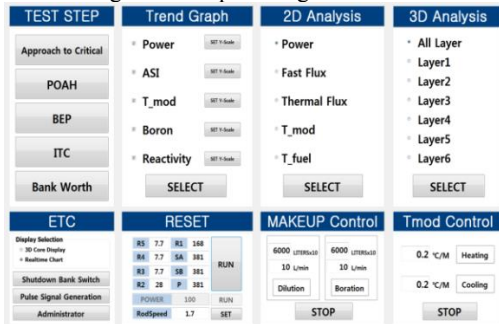 TEST STEP
Approach to Critical
POAH
BEP
ITC
Bank Worth
Trend Graph
Power SET Y-Scale
ASI SET Y-Scale
T_mod SET Y-Scale
Boron SET Y-Scale
Reactivity SET Y-Scale
SELECT
2D Analysis
Power
Fast Flux
Thermal Flux
T_mod
T_fuel
SELECT
3D Analysis
All Layer
Layer1
Layer2
Layer3
Layer4
Layer5
Layer6
SELECT
ETC
Display Selection
3D Core Display
Realtime Chart
Shutdown Bank Switch
Pulse Signal Generation
Administrator
RESET
R5 7.7 R1 168
R4 7.7 SA 381
R3 7.7 SB 381
R2 28 P 381
RUN
POWER 100 RUN
RodSpeed 1.7 SET
MAKEUP Control
6000 LITERSx10 6000 LITERSx10
10 L/min 10 L/min
Dilution Boration
STOP
Tmod Control
0.2 ℃/M Heating
0.2 ℃/M Cooling
STOP